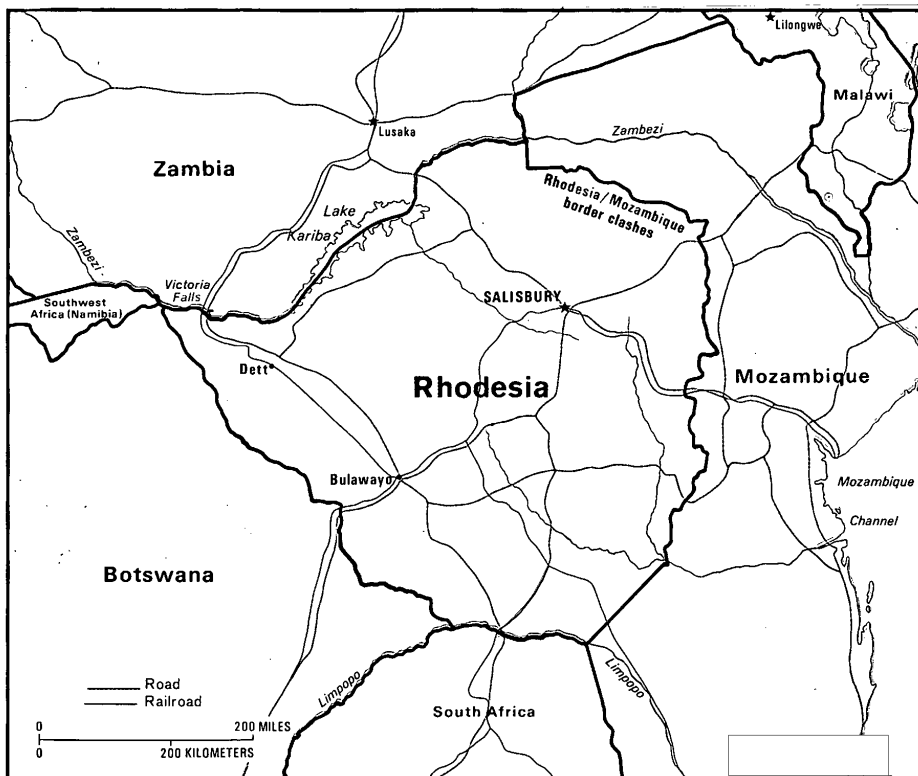 Lilongwe
Malawi
Lusaka
Zambezi
Zambia
Rhodesia/Mozambique
border clashes
Lake
Kariba
Zambezi
Victoria
Falls
Southwest
Africa (Namibia)
SALISBURY
Dett
Rhodesia
Mozambique
Bulawayo
Mozambique
Channel
Botswana
Limpopo
Limpopo
Road
Railroad
South Africa
0 200 MILES
0 200 KILOMETERS